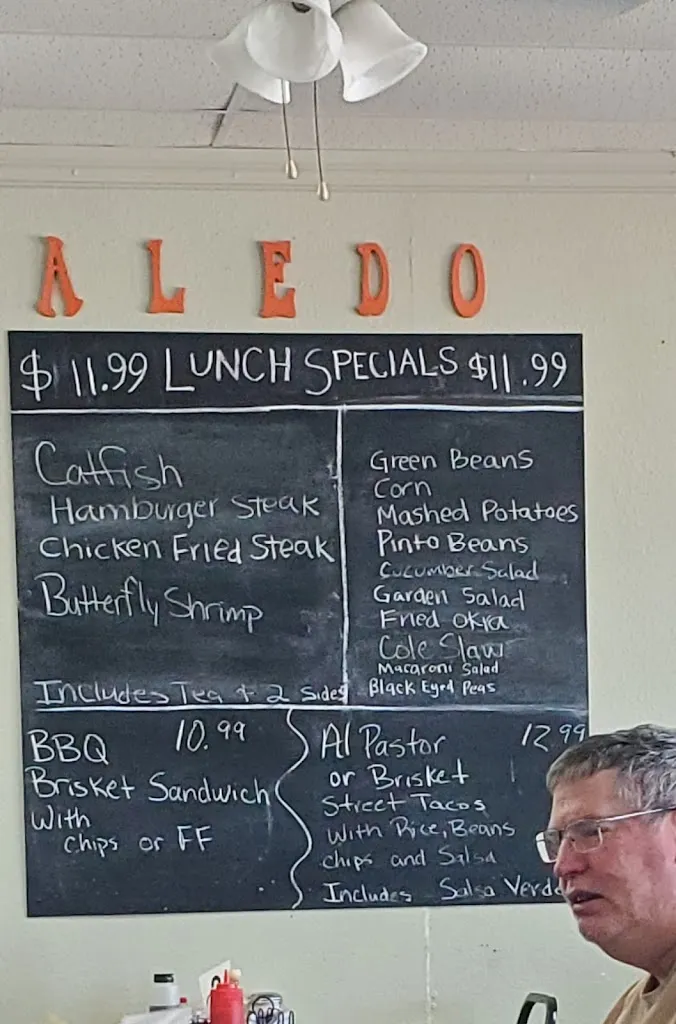 ALEDO
$11.99 LUNCH SPECIALS $11.99
Catfish
Hamburger Steak
Chicken Fried Steak
Butterfly Shrimp
Includes Tea + 2 Sides
Green Beans
Corn
Mashed Potatoes
Pinto Beans
Cucumber Salad
Garden Salad
Fried Okra
Cole Slaw
Macaroni Salad
Black Eyed Peas
BBQ 10.99
Brisket Sandwich
With
chips or FF
Al Pastor 12.99
or Brisket
Street Tacos
With Rice, Beans
chips and Salsa
Includes Salsa Verde